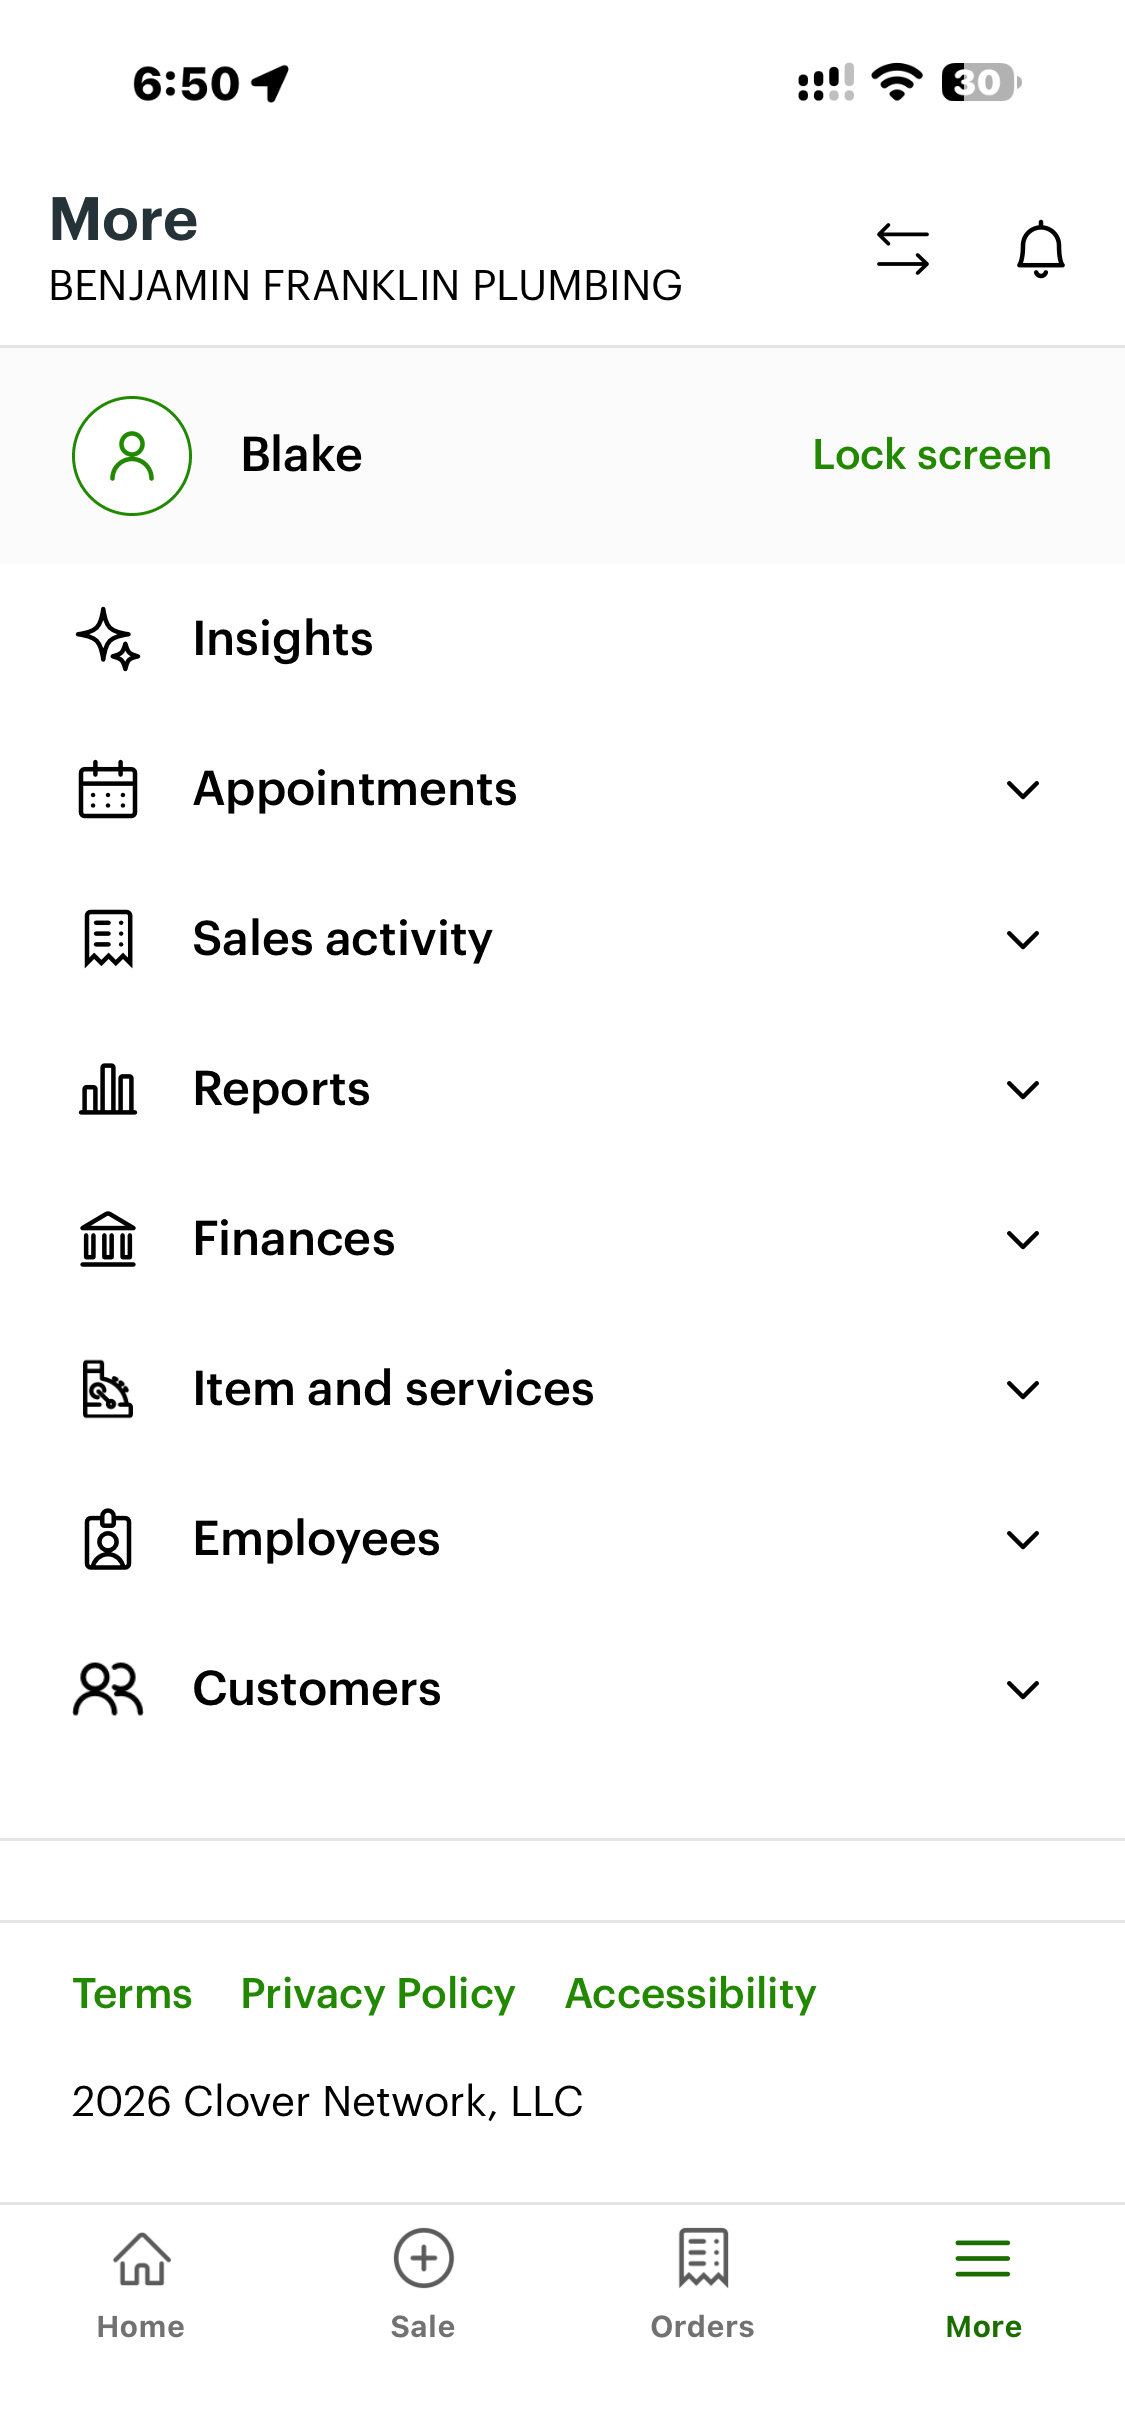 6:50
30
More
BENJAMIN FRANKLIN PLUMBING
Blake
Lock screen
Insights
Appointments
Sales activity
Reports
Finances
Item and services
Employees
Customers
Terms Privacy Policy Accessibility
2026 Clover Network, LLC
Home Sale Orders More